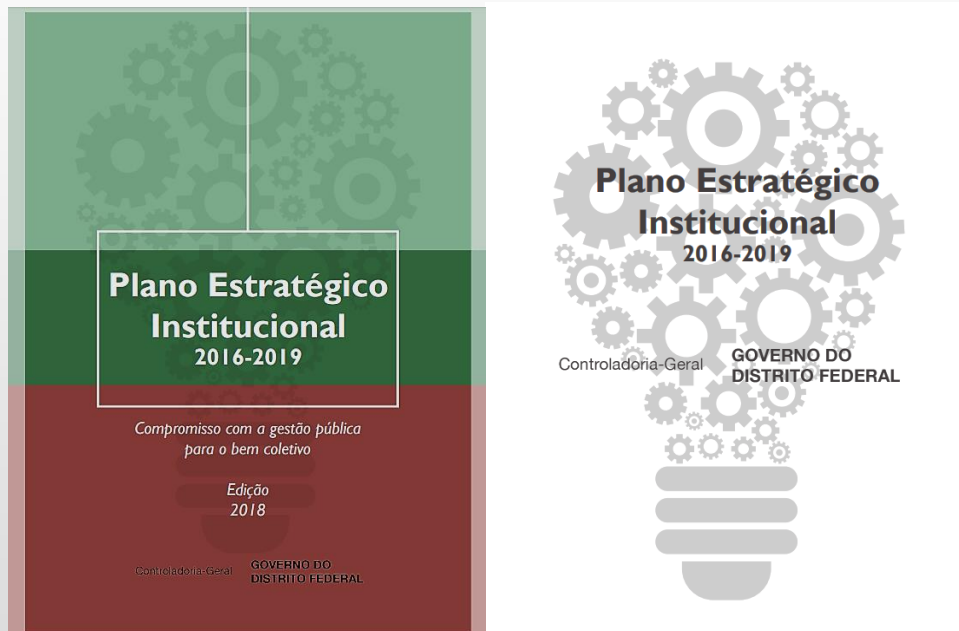 Plano Estratégico
Institucional
2016-2019
Compromisso com a gestão pública
para o bem coletivo
Edição
2018
Controladoria-Geral
GOVERNO DO
DISTRITO FEDERAL
Plano Estratégico
Institucional
2016-2019
Controladoria-Geral
GOVERNO DO
DISTRITO FEDERAL